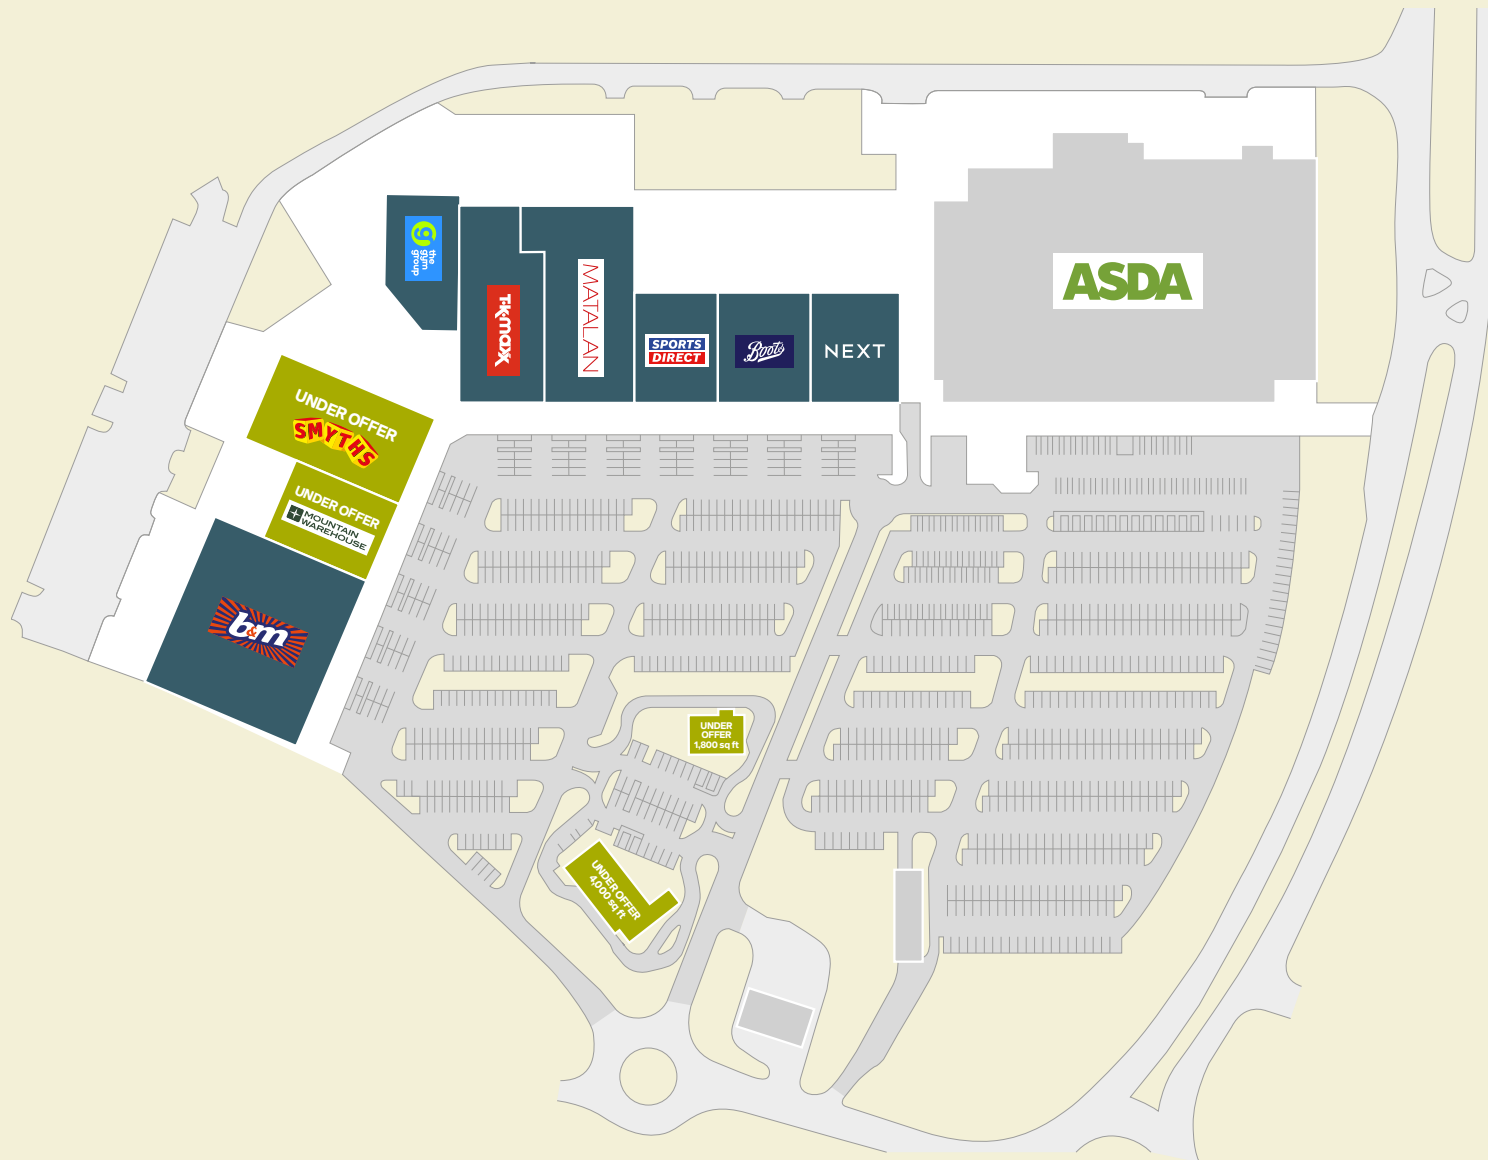 the
gym
group
TK maxx
MATALAN
SPORTS
DIRECT
Boots
NEXT
ASDA
UNDER OFFER
SMYTHS
UNDER OFFER
MOUNTAIN
WAREHOUSE
b&m
UNDER
OFFER
1,800 sq ft
UNDER OFFER
4,000 sq ft